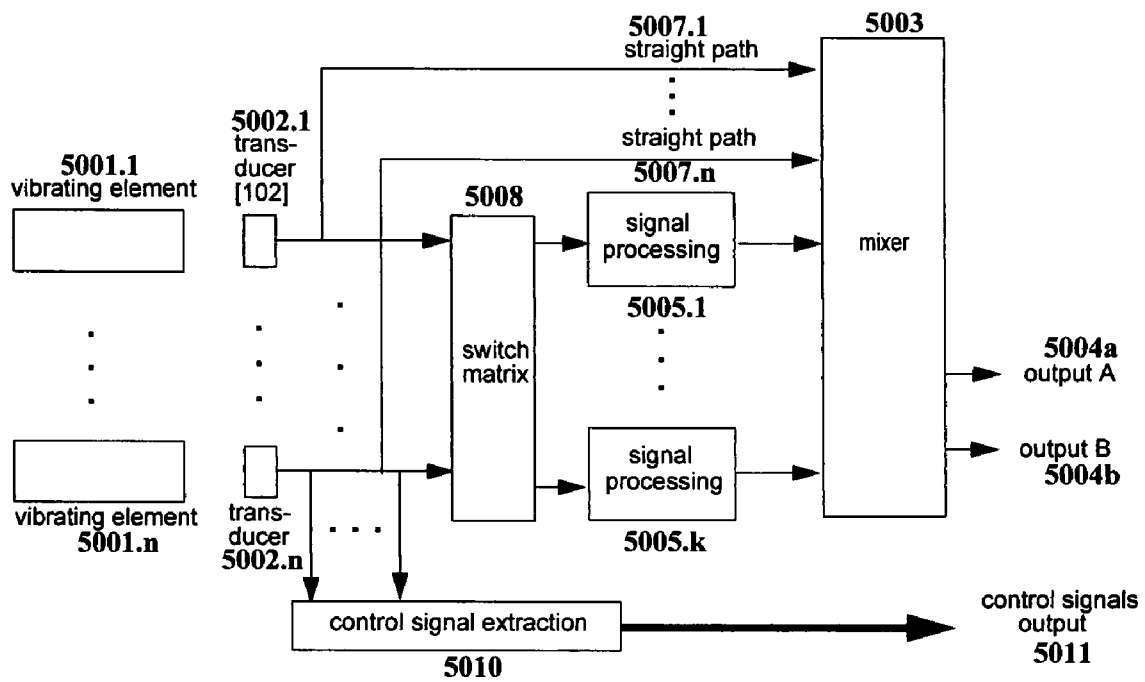 5007.1
straight path
5003
5002.1
trans-
ducer
[102]
straight path
5007.n
5001.1
vibrating element
5008
signal
processing
5005.1
mixer
switch
matrix
5004a
output A
output B
5004b
signal
processing
5005.k
vibrating element
5001.n
trans-
ducer
5002.n
control signal extraction
5010
control signals
output
5011